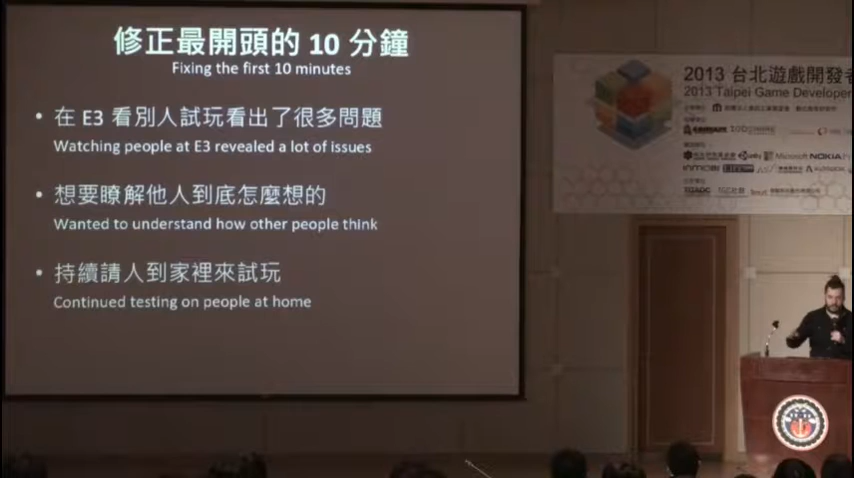 修正最開頭的 10 分鐘
Fixing the first 10 minutes
• 在 E3 看別人試玩看出了很多問題
Watching people at E3 revealed a lot of issues
• 想要瞭解他人到底怎麼想的
Wanted to understand how other people think
• 持續請人到家裡來試玩
Continued testing on people at home
2013 台北遊戲開發者
2013 Taipei Game Developer
unity Microsoft NOKIA
INMOBI
TGADC